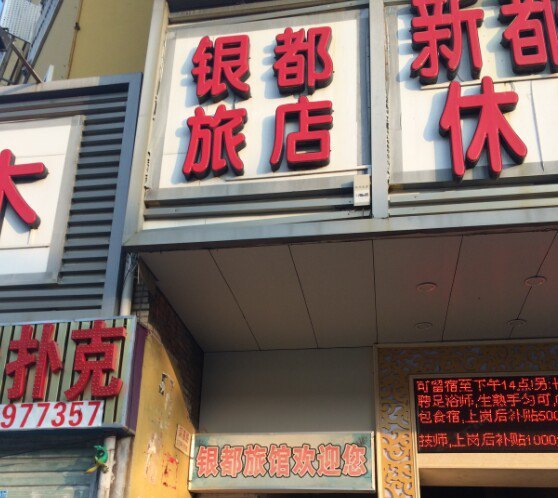 银都
旅店
新都
休
木
扑克
977357
银都旅馆欢迎您
可留宿至下午14点!男:
聘足浴师,生熟手匀可,
包食宿,上岗后补贴500
技师,上岗后补贴1000